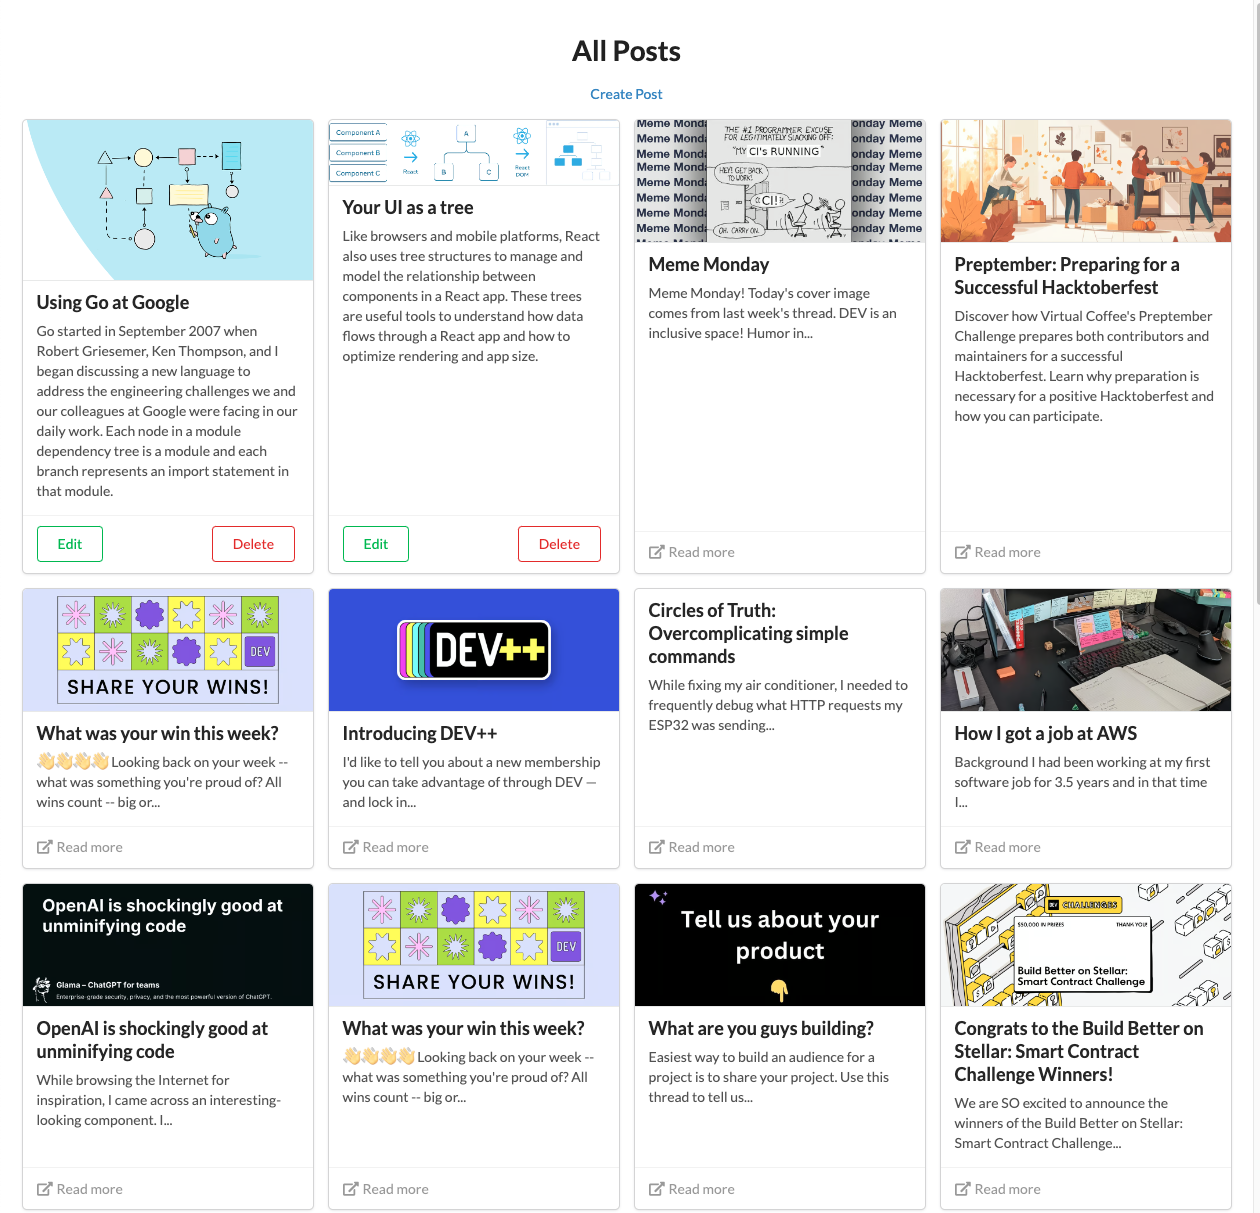 All Posts
Create Post
Using Go at Google
Go started in September 2007 when
Robert Griesemer, Ken Thompson, and I
began discussing a new language to
address the engineering challenges we and
our colleagues at Google were facing in our
daily work. Each node in a module
dependency tree is a module and each
branch represents an import statement in
that module.
Edit
Delete
Component A
Component B
Component C
React
A
B
C
React
DOM
Your UI as a tree
Like browsers and mobile platforms, React
also uses tree structures to manage and
model the relationship between
components in a React app. These trees
are useful tools to understand how data
flows through a React app and how to
optimize rendering and app size.
Edit
Delete
THE #1 PROGRAMMER EXCUSE
FOR LEGITIMATELY SLACKING OFF:
"MY CI's RUNNING"
HEY! GET BACK
TO WORK!
CI!
OH. CARRY ON.
Meme Monday
Meme Monday! Today's cover image
comes from last week's thread. DEV is an
inclusive space! Humor in...
Read more
Preptember: Preparing for a
Successful Hacktoberfest
Discover how Virtual Coffee's Preptember
Challenge prepares both contributors and
maintainers for a successful
Hacktoberfest. Learn why preparation is
necessary for a positive Hacktoberfest and
how you can participate.
Read more
DEV
SHARE YOUR WINS!
What was your win this week?
👋👋👋👋 Looking back on your week --
what was something you're proud of? All
wins count -- big or...
Read more
DEV++
Introducing DEV++
I'd like to tell you about a new membership
you can take advantage of through DEV —
and lock in...
Read more
Circles of Truth:
Overcomplicating simple
commands
While fixing my air conditioner, I needed to
frequently debug what HTTP requests my
ESP32 was sending...
Read more
How I got a job at AWS
Background I had been working at my first
software job for 3.5 years and in that time
I...
Read more
OpenAI is shockingly good at
unminifying code
Glama – ChatGPT for teams
Enterprise-grade security, privacy, and the most powerful version of ChatGPT.
OpenAI is shockingly good at
unminifying code
While browsing the Internet for
inspiration, I came across an interesting-
looking component. I...
Read more
DEV
SHARE YOUR WINS!
What was your win this week?
👋👋👋👋 Looking back on your week --
what was something you're proud of? All
wins count -- big or...
Read more
Tell us about your
product
What are you guys building?
Easiest way to build an audience for a
project is to share your project. Use this
thread to tell us...
Read more
DEV CHALLENGES
$50,000 IN PRIZES
THANK YOU!
Build Better on Stellar:
Smart Contract Challenge
Congrats to the Build Better on
Stellar: Smart Contract
Challenge Winners!
We are SO excited to announce the
winners of the Build Better on Stellar:
Smart Contract Challenge...
Read more